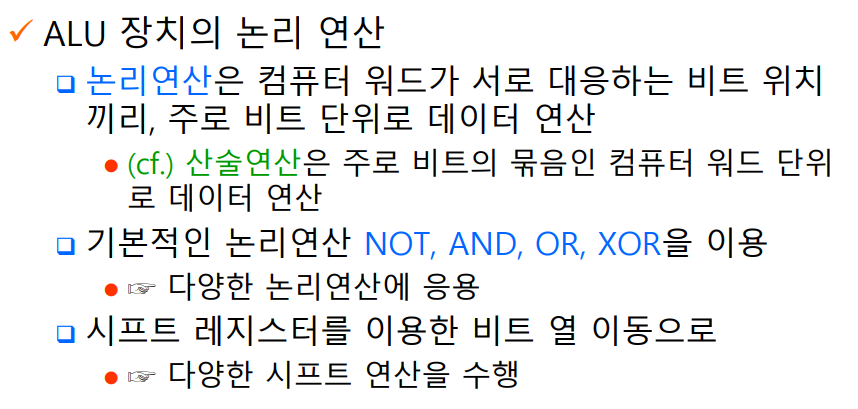 ✓ ALU 장치의 논리 연산
❑ 논리연산은 컴퓨터 워드가 서로 대응하는 비트 위치
끼리, 주로 비트 단위로 데이터 연산
● (cf.) 산술연산은 주로 비트의 묶음인 컴퓨터 워드 단위
로 데이터 연산
❑ 기본적인 논리연산 NOT, AND, OR, XOR을 이용
● ☞ 다양한 논리연산에 응용
❑ 시프트 레지스터를 이용한 비트 열 이동으로
● ☞ 다양한 시프트 연산을 수행